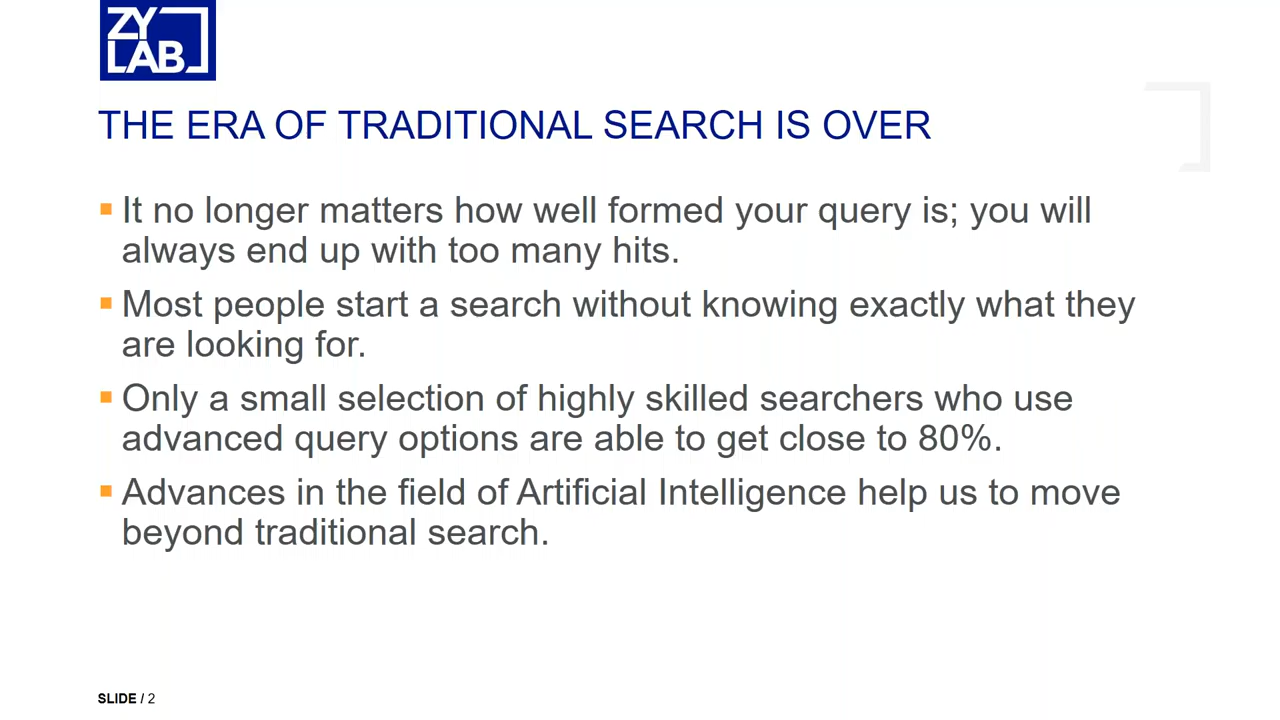 ZY
LAB
THE ERA OF TRADITIONAL SEARCH IS OVER
It no longer matters how well formed your query is; you will
always end up with too many hits.
Most people start a search without knowing exactly what they
are looking for.
Only a small selection of highly skilled searchers who use
advanced query options are able to get close to 80%.
Advances in the field of Artificial Intelligence help us to move
beyond traditional search.
SLIDE / 2